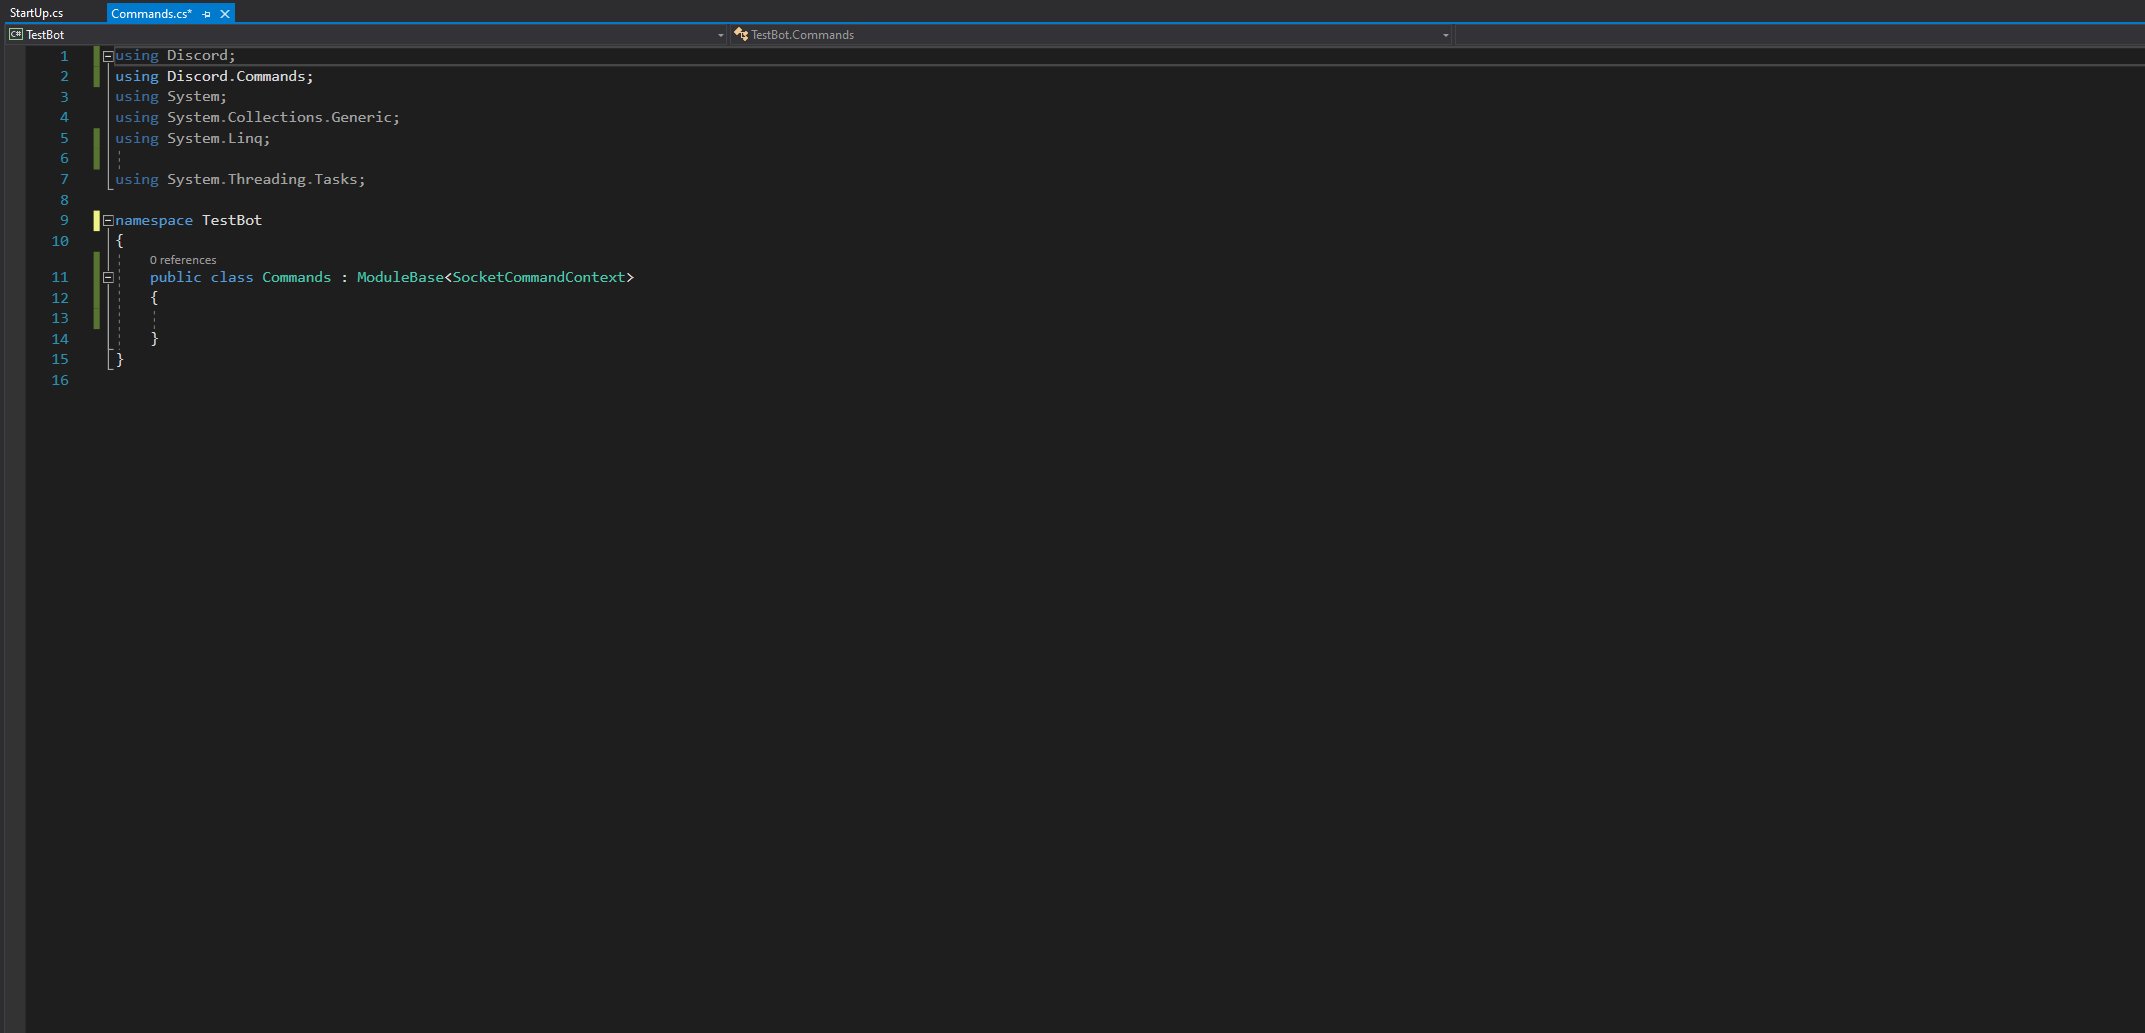 StartUp.cs
Commands.cs*
C# TestBot
TestBot.Commands
1 using Discord;
2 using Discord.Commands;
3 using System;
4 using System.Collections.Generic;
5 using System.Linq;
6
7 using System.Threading.Tasks;
8
9 namespace TestBot
10 {
0 references
11 public class Commands : ModuleBase<SocketCommandContext>
12 {
13
14 }
15 }
16